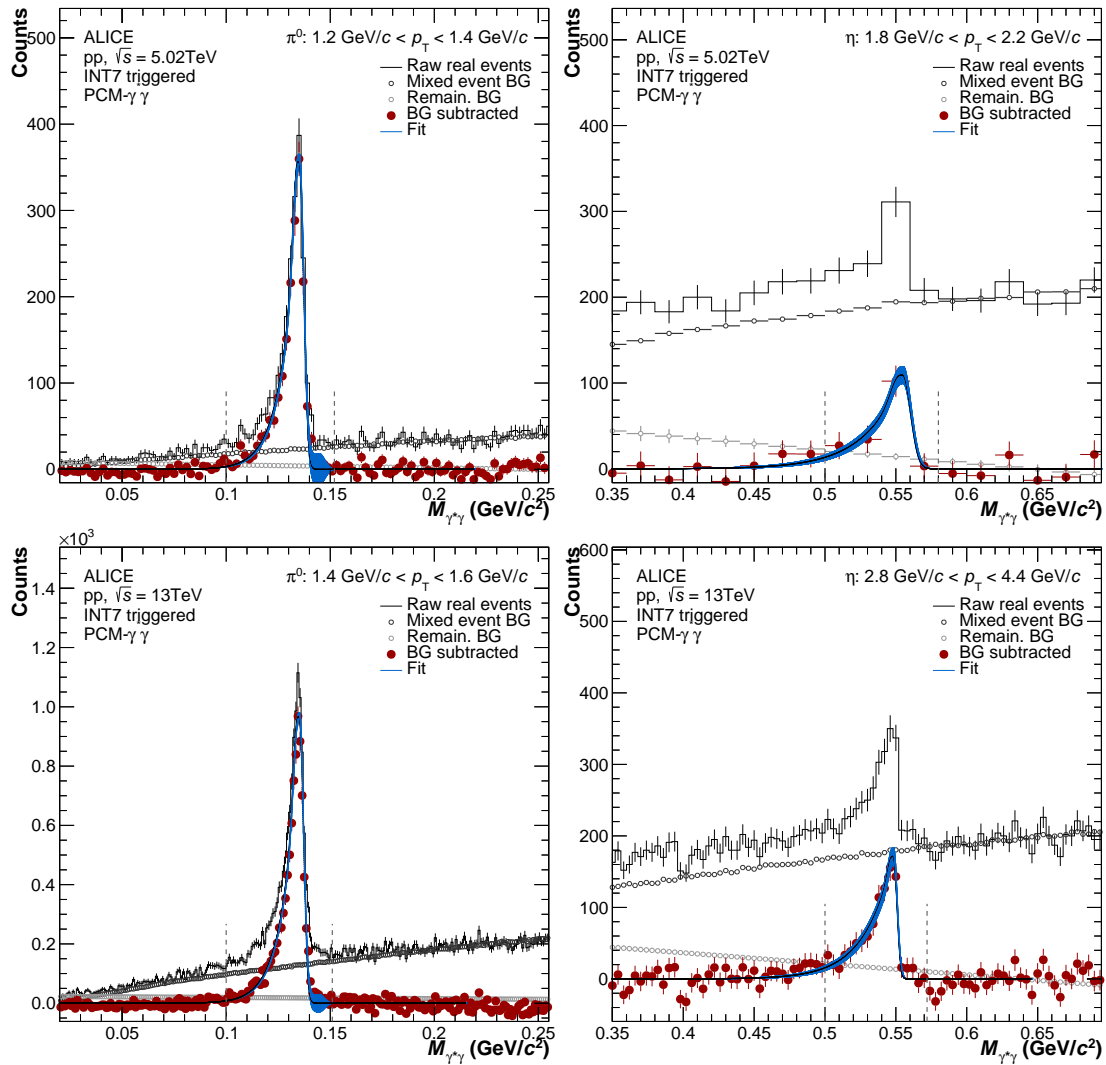 Counts
500
400
300
200
100
0
ALICE
pp, √s = 5.02TeV
INT7 triggered
PCM-γ*γ
π⁰: 1.2 GeV/c < pT < 1.4 GeV/c
Raw real events
Mixed event BG
Remain. BG
BG subtracted
Fit
0.05 0.1 0.15 0.2 0.25
Mγ*γ (GeV/c²)
Counts
500
400
300
200
100
0
ALICE
pp, √s = 5.02TeV
INT7 triggered
PCM-γ*γ
η: 1.8 GeV/c < pT < 2.2 GeV/c
Raw real events
Mixed event BG
Remain. BG
BG subtracted
Fit
0.35 0.4 0.45 0.5 0.55 0.6 0.65
Mγ*γ (GeV/c²)
×10³
Counts
1.4
1.2
1.0
0.8
0.6
0.4
0.2
0.0
ALICE
pp, √s = 13TeV
INT7 triggered
PCM-γ*γ
π⁰: 1.4 GeV/c < pT < 1.6 GeV/c
Raw real events
Mixed event BG
Remain. BG
BG subtracted
Fit
0.05 0.1 0.15 0.2 0.25
Mγ*γ (GeV/c²)
Counts
600
500
400
300
200
100
0
ALICE
pp, √s = 13TeV
INT7 triggered
PCM-γ*γ
η: 2.8 GeV/c < pT < 4.4 GeV/c
Raw real events
Mixed event BG
Remain. BG
BG subtracted
Fit
0.35 0.4 0.45 0.5 0.55 0.6 0.65
Mγ*γ (GeV/c²)